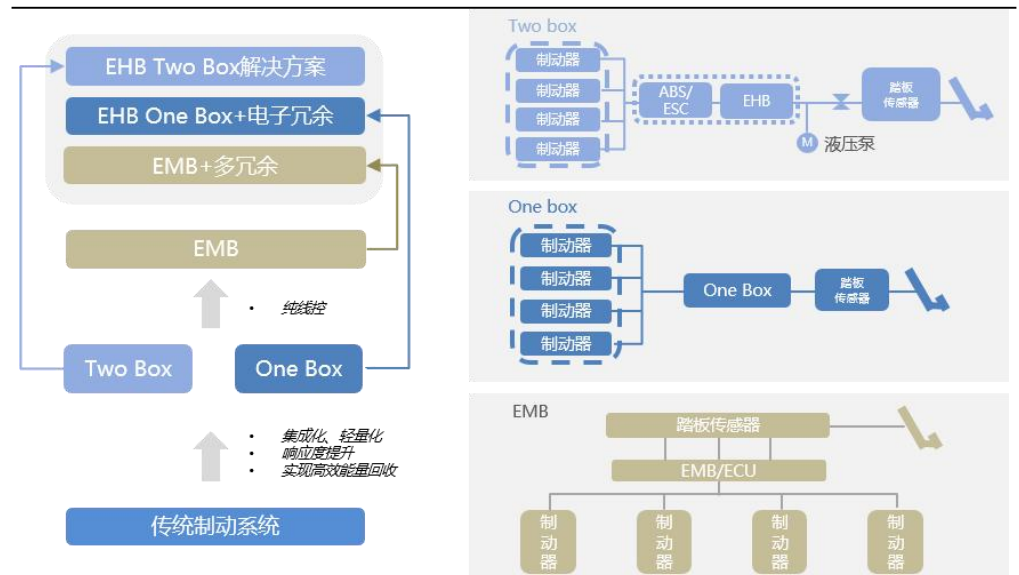 EHB Two Box解决方案
EHB One Box+电子冗余
EMB+多冗余
EMB
• 纯线控
Two Box
One Box
• 集成化、轻量化
• 响应度提升
• 实现高效能量回收
传统制动系统
Two box
制动器
制动器
制动器
制动器
ABS/
ESC
EHB
M
液压泵
踏板
传感器
One box
制动器
制动器
制动器
制动器
One Box
踏板
传感器
EMB
踏板传感器
EMB/ECU
制
动
器
制
动
器
制
动
器
制
动
器